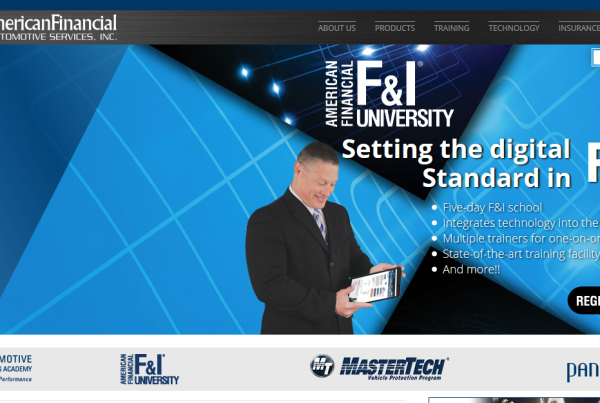 mericanFinancial
TOMOTIVE SERVICES, INC.
ABOUT US PRODUCTS TRAINING TECHNOLOGY INSURANCE
AMERICAN
FINANCIAL
F&I®
UNIVERSITY
Setting the digital
Standard in
F
Five-day F&I school
Integrates technology into the
Multiple trainers for one-on-on
State-of-the-art training facility
And more!!
REG
MOTIVE
ACADEMY
Performance
AMERICAN
FINANCIAL
F&I
UNIVERSITY
MT MASTERTECH®
Vehicle Protection Program
pan